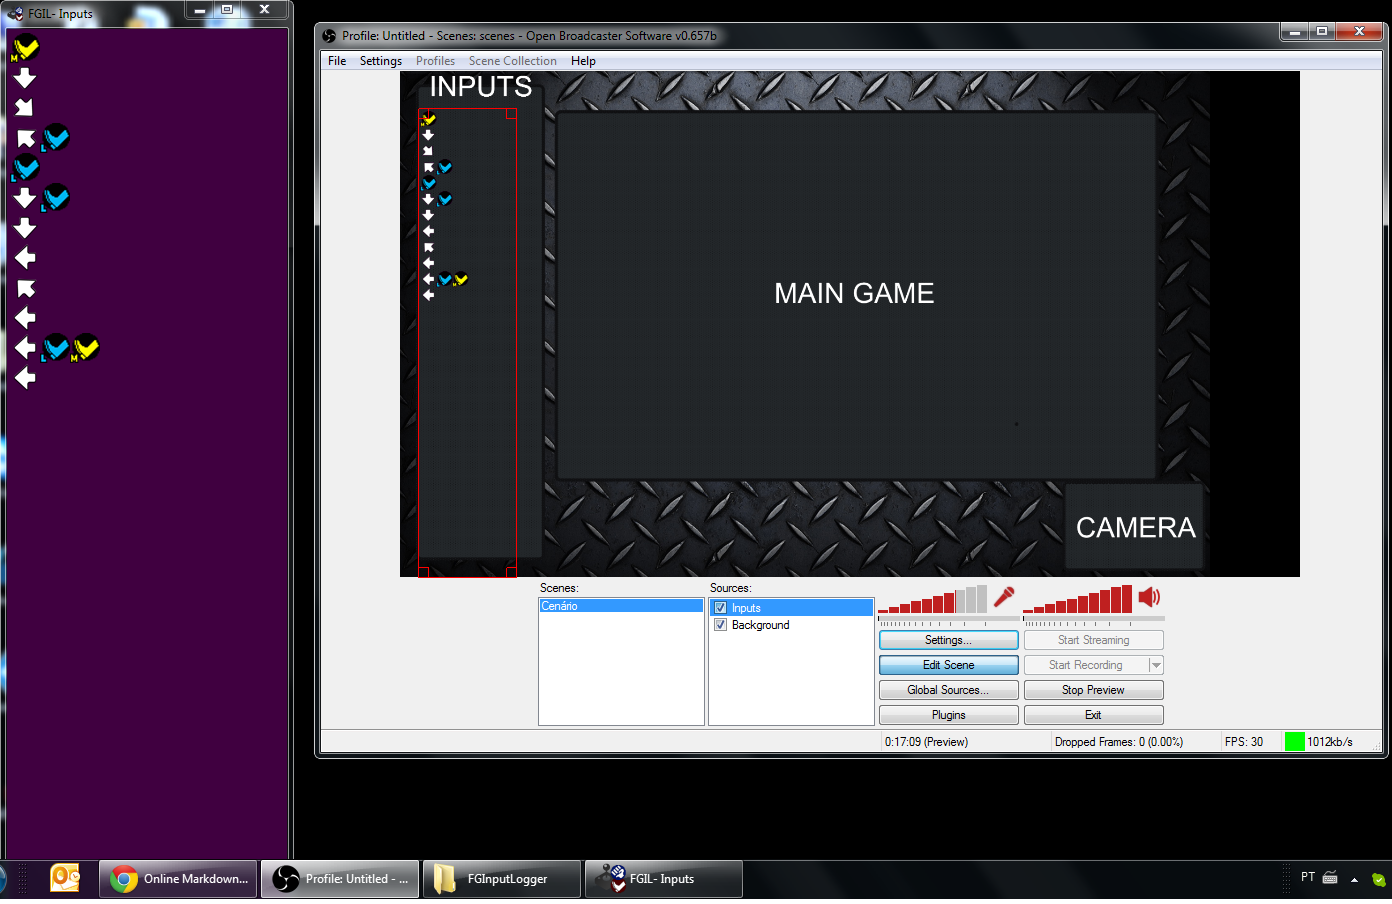 FGIL- Inputs
M
L
L
L
L
M
Profile: Untitled - Scenes: scenes - Open Broadcaster Software v0.657b
File Settings Profiles Scene Collection Help
INPUTS
MAIN GAME
CAMERA
Scenes:
Cenário
Sources:
Inputs
Background
Settings...
Start Streaming
Edit Scene
Start Recording
Global Sources...
Stop Preview
Plugins
Exit
0:17:09 (Preview)
Dropped Frames: 0 (0.00%)
FPS: 30
1012kb/s
Online Markdown...
Profile: Untitled - ...
FGInputLogger
FGIL- Inputs
PT